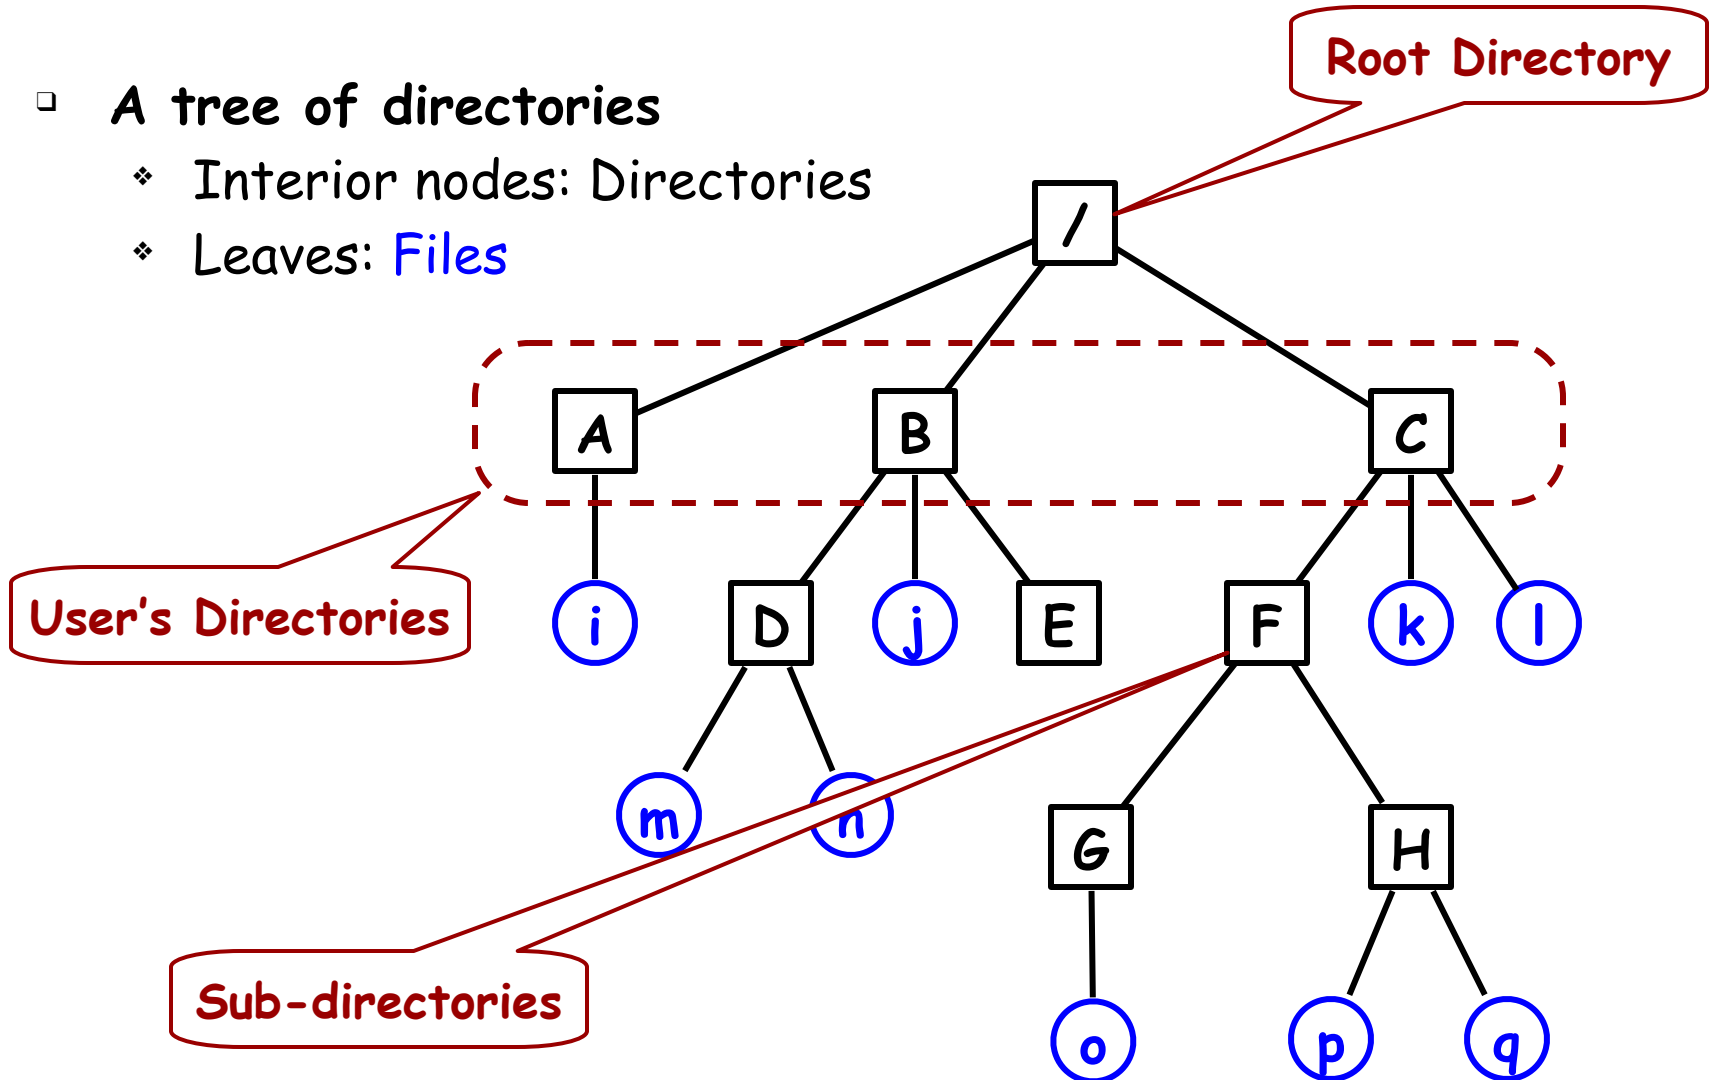 Root Directory
A tree of directories
Interior nodes: Directories
Leaves: Files
/
A B C
User's Directories
i D j E F k l
m n
G H
Sub-directories
o p q